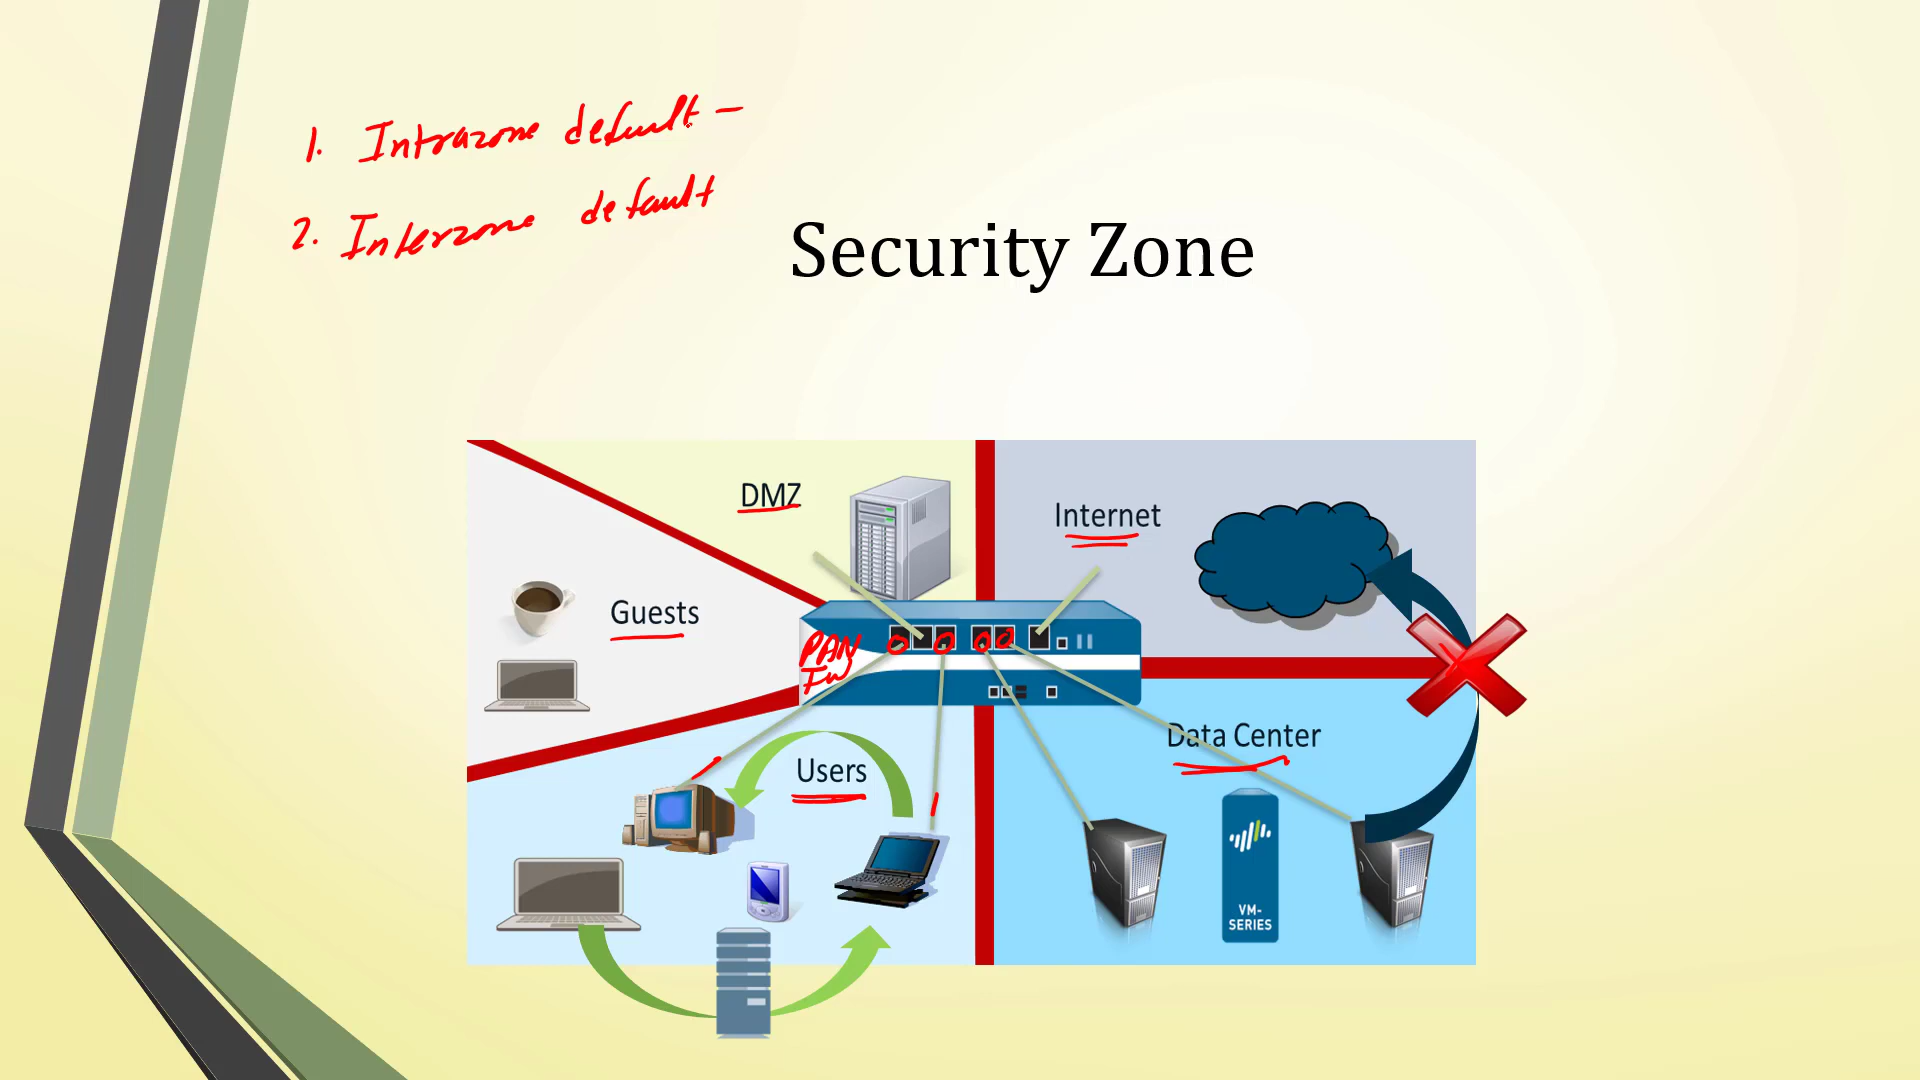 1. Intrazone default –
2. Interzone default
Security Zone
DMZ
Internet
Guests
PAN
FW
Data Center
Users
VM-
SERIES